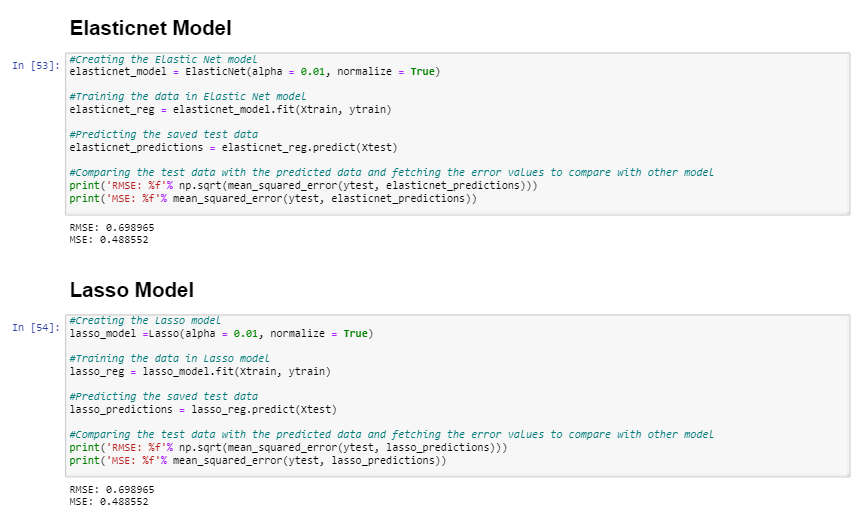 Elasticnet Model
In [53]:
#Creating the Elastic Net model
elasticnet_model = ElasticNet(alpha = 0.01, normalize = True)
#Training the data in Elastic Net model
elasticnet_reg = elasticnet_model.fit(Xtrain, ytrain)
#Predicting the saved test data
elasticnet_predictions = elasticnet_reg.predict(Xtest)
#Comparing the test data with the predicted data and fetching the error values to compare with other model
print('RMSE: %f'% np.sqrt(mean_squared_error(ytest, elasticnet_predictions)))
print('MSE: %f'% mean_squared_error(ytest, elasticnet_predictions))
RMSE: 0.698965
MSE: 0.488552
Lasso Model
In [54]:
#Creating the Lasso model
lasso_model =Lasso(alpha = 0.01, normalize = True)
#Training the data in Lasso model
lasso_reg = lasso_model.fit(Xtrain, ytrain)
#Predicting the saved test data
lasso_predictions = lasso_reg.predict(Xtest)
#Comparing the test data with the predicted data and fetching the error values to compare with other model
print('RMSE: %f'% np.sqrt(mean_squared_error(ytest, lasso_predictions)))
print('MSE: %f'% mean_squared_error(ytest, lasso_predictions))
RMSE: 0.698965
MSE: 0.488552